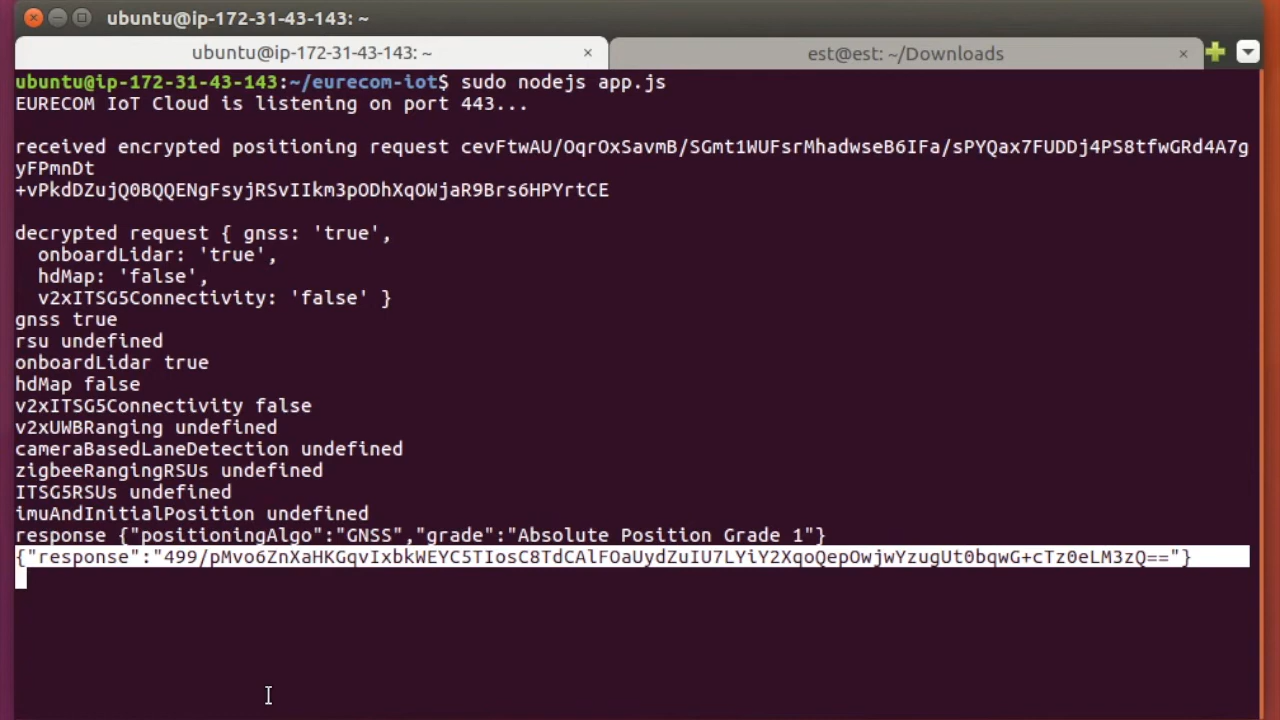 ubuntu@ip-172-31-43-143: ~
ubuntu@ip-172-31-43-143: ~ ×
est@est: ~/Downloads ×
ubuntu@ip-172-31-43-143:~/eurecom-iot$ sudo nodejs app.js
EURECOM IoT Cloud is listening on port 443...
received encrypted positioning request cevFtwAU/OqrOxSavmB/SGmt1WUFsrMhadwseB6IFa/sPYQax7FUDDj4PS8tfwGRd4A7g
yFPmnDt
+vPkdDZujQ0BQQENgFsyjRSvIIkm3pODhXqOWjaR9Brs6HPYrtCE
decrypted request { gnss: 'true',
  onboardLidar: 'true',
  hdMap: 'false',
  v2xITSG5Connectivity: 'false' }
gnss true
rsu undefined
onboardLidar true
hdMap false
v2xITSG5Connectivity false
v2xUWBRanging undefined
cameraBasedLaneDetection undefined
zigbeeRangingRSUs undefined
ITSG5RSUs undefined
imuAndInitialPosition undefined
response {"positioningAlgo":"GNSS","grade":"Absolute Position Grade 1"}
{"response":"499/pMvo6ZnXaHKGqvIxbkWEYC5TIosC8TdCAlFOaUydZuIU7LYiY2XqoQepOwjwYzugUt0bqwG+cTz0eLM3zQ=="}